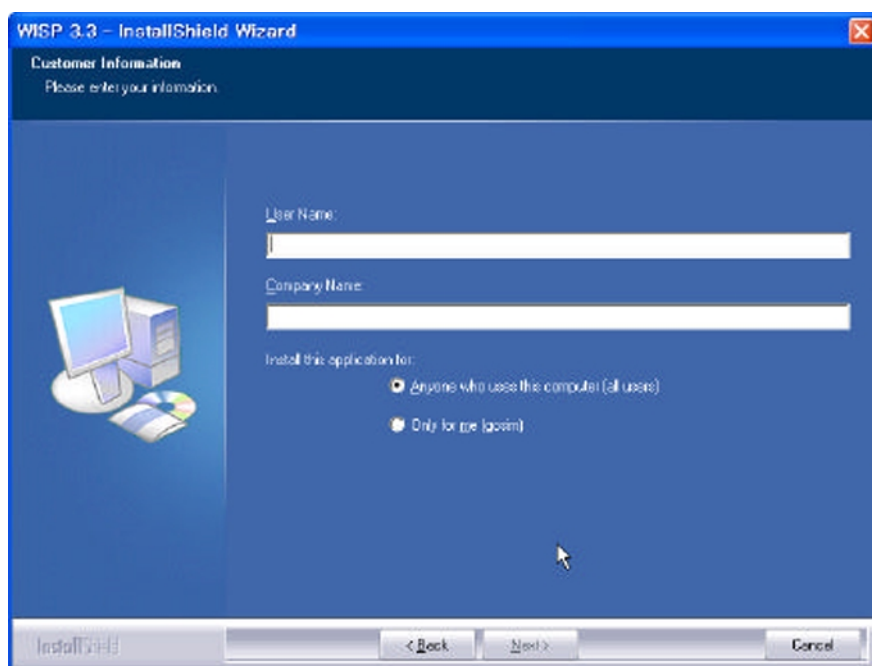 WISP 3.3 - InstallShield Wizard
Customer Information
Please enter your information.
User Name:
Company Name:
Install this application for:
Anyone who uses this computer (all users)
Only for me (gosim)
InstallShield
< Back
Next >
Cancel